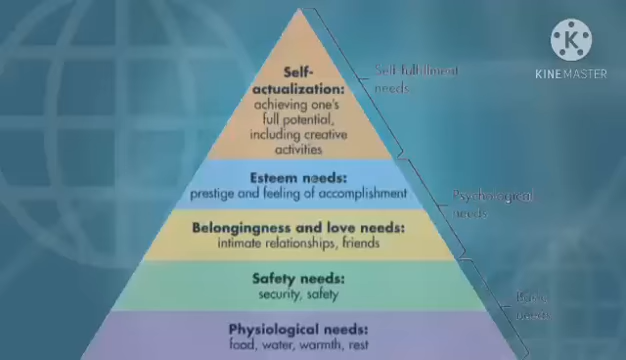 Self-
actualization:
achieving one's
full potential,
including creative
activities
Self-fulfillment
needs
KINEMASTER
Esteem needs:
prestige and feeling of accomplishment
Psychological
needs
Belongingness and love needs:
intimate relationships, friends
Safety needs:
security, safety
Physiological needs:
food, water, warmth, rest